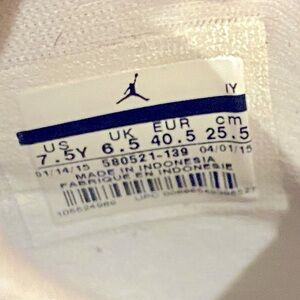 IY
US UK EUR cm
7.5Y 6.5 40.5 25.5
01/14/15 580521-139 04/01/15
MADE IN INDONESIA
FABRIQUE EN INDONESIE
UPC